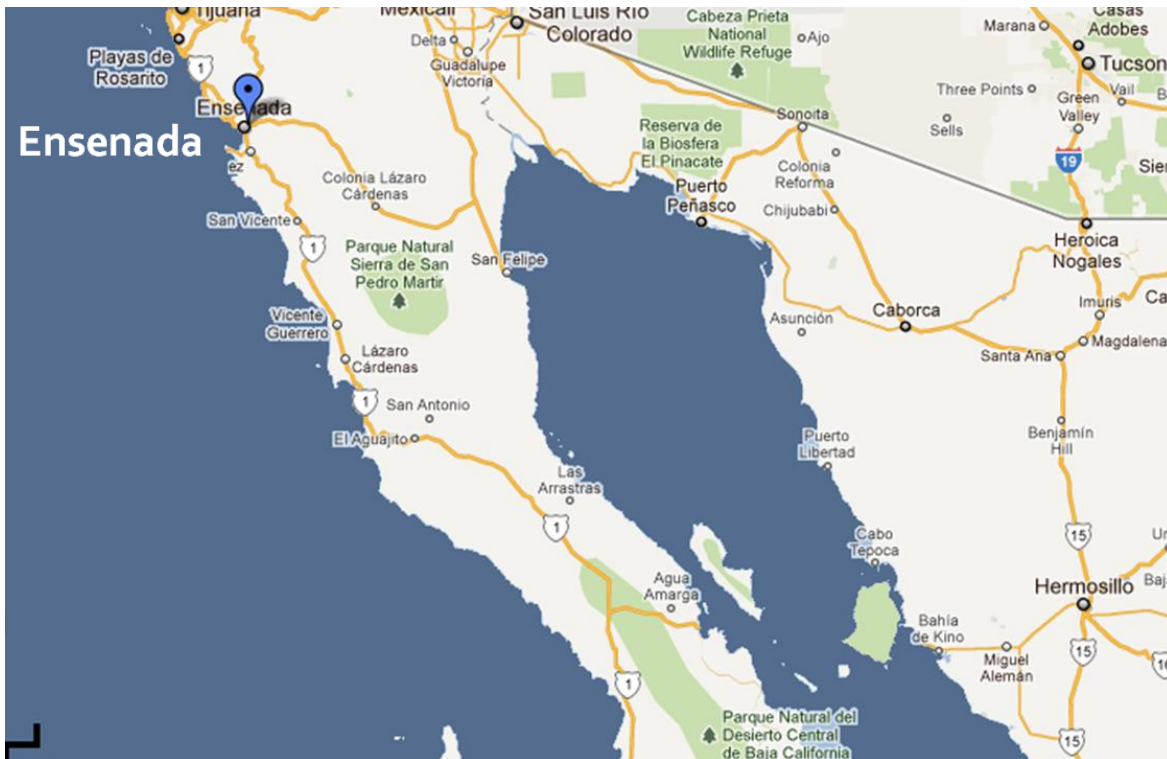 Tijuana
Mexicali
San Luis Río
Colorado
Cabeza Prieta
National
Wildlife Refuge
Ajo
Marana
Casas
Adobes
Tucson
Playas de
Rosarito
1
Delta
Guadalupe
Victoria
Three Points
Green
Valley
Vail
Ensenada
Ensenada
Sonoita
Sells
Reserva de
la Biosfera
El Pinacate
19
ez
Colonia Lázaro
Cárdenas
Puerto
Peñasco
Colonia
Reforma
Chijubabi
San Vicente
1
Parque Natural
Sierra de San
Pedro Martir
San Felipe
Heroica
Nogales
Imuris
Ca
Vicente
Guerrero
Asunción
Caborca
Magdalena
Santa Ana
Lázaro
Cárdenas
1
San Antonio
El Aguajito
Puerto
Libertad
Benjamín
Hill
Las
Arrastras
1
Cabo
Tepoca
15
Agua
Amarga
Hermosillo
Bahía
de Kino
Miguel
Alemán
15
16
1
Parque Natural del
Desierto Central
de Baja California
15